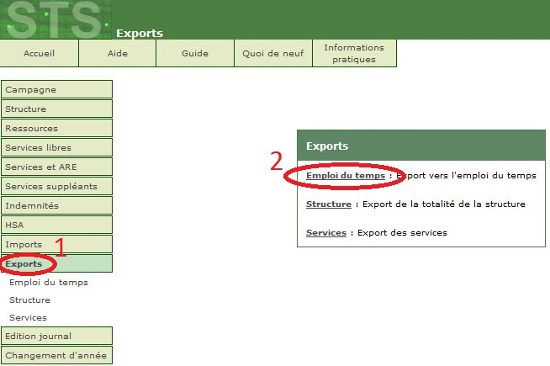 STS
Exports
Accueil
Aide
Guide
Quoi de neuf
Informations
pratiques
Campagne
Structure
Ressources
Services libres
Services et ARE
Services suppléants
Indemnités
HSA
Imports
1
Exports
Emploi du temps
Structure
Services
Edition journal
Changement d'année
Exports
2
Emploi du temps : Export vers l'emploi du temps
Structure : Export de la totalité de la structure
Services : Export des services